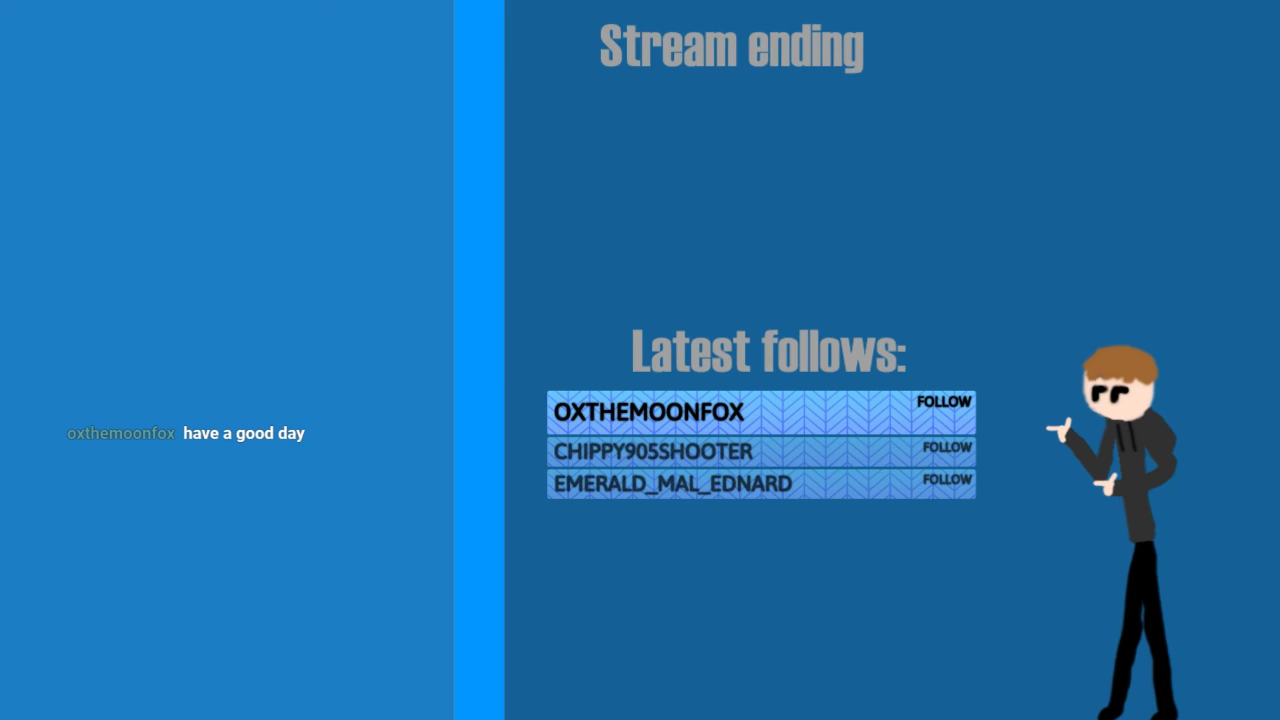 Stream ending
Latest follows:
OXTHEMOONFOX FOLLOW
CHIPPY905SHOOTER FOLLOW
EMERALD_MAL_EDNARD FOLLOW
oxthemoonfox have a good day